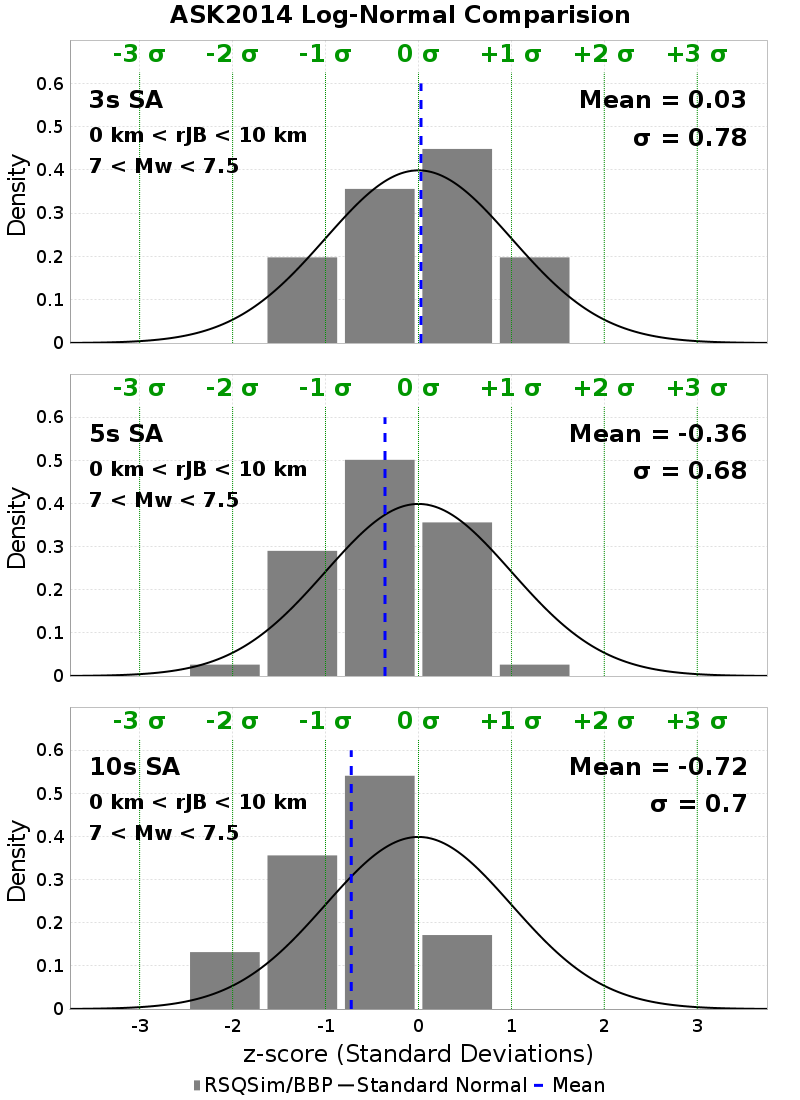 ASK2014 Log-Normal Comparision
-3 σ -2 σ -1 σ 0 σ +1 σ +2 σ +3 σ
3s SA
0 km < rJB < 10 km
7 < Mw < 7.5
Mean = 0.03
σ = 0.78
Density
0.6
0.5
0.4
0.3
0.2
0.1
0
-3 σ -2 σ -1 σ 0 σ +1 σ +2 σ +3 σ
5s SA
0 km < rJB < 10 km
7 < Mw < 7.5
Mean = -0.36
σ = 0.68
Density
0.6
0.5
0.4
0.3
0.2
0.1
0
-3 σ -2 σ -1 σ 0 σ +1 σ +2 σ +3 σ
10s SA
0 km < rJB < 10 km
7 < Mw < 7.5
Mean = -0.72
σ = 0.7
Density
0.6
0.5
0.4
0.3
0.2
0.1
0
-3 -2 -1 0 1 2 3
z-score (Standard Deviations)
RSQSim/BBP Standard Normal Mean